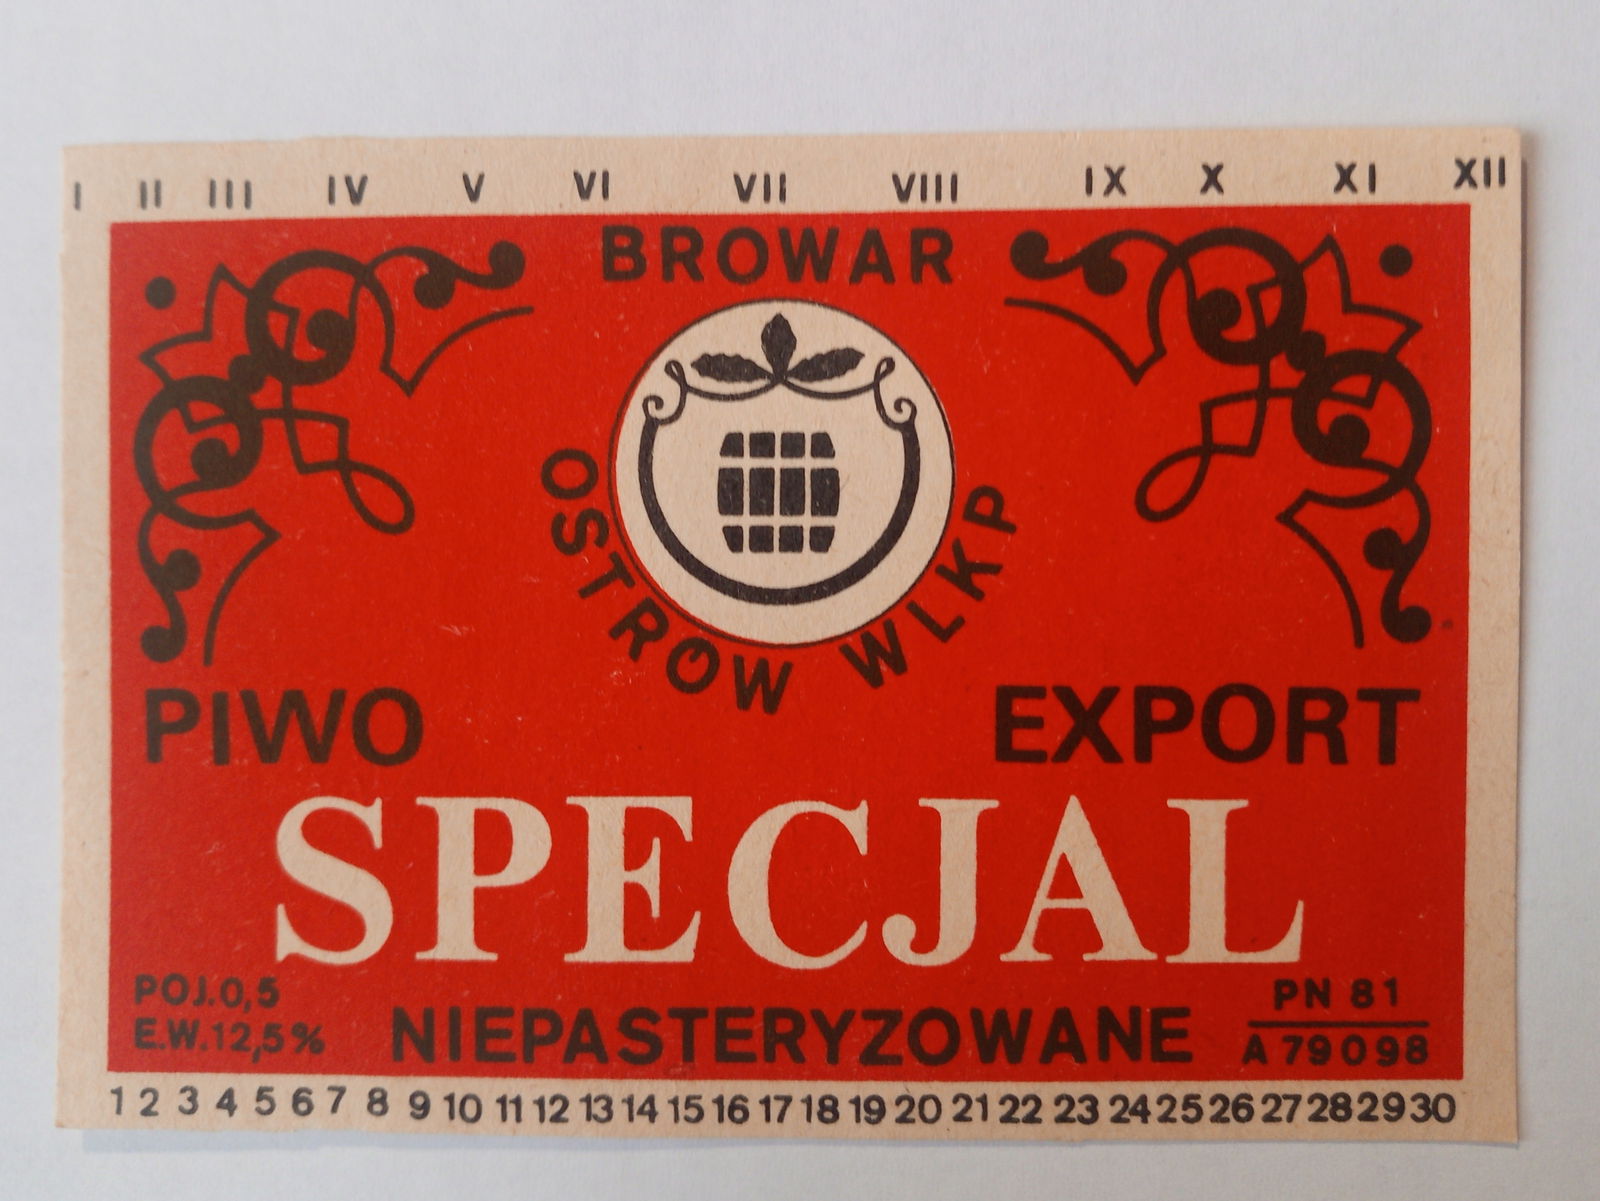 I II III IV V VI VII VIII IX X XI XII
BROWAR
OSTRÓW WLKP
PIWO EXPORT
SPECJAL
POJ.0,5
E.W.12,5%
NIEPASTERYZOWANE
PN 81
A 79098
1 2 3 4 5 6 7 8 9 10 11 12 13 14 15 16 17 18 19 20 21 22 23 24 25 26 27 28 29 30